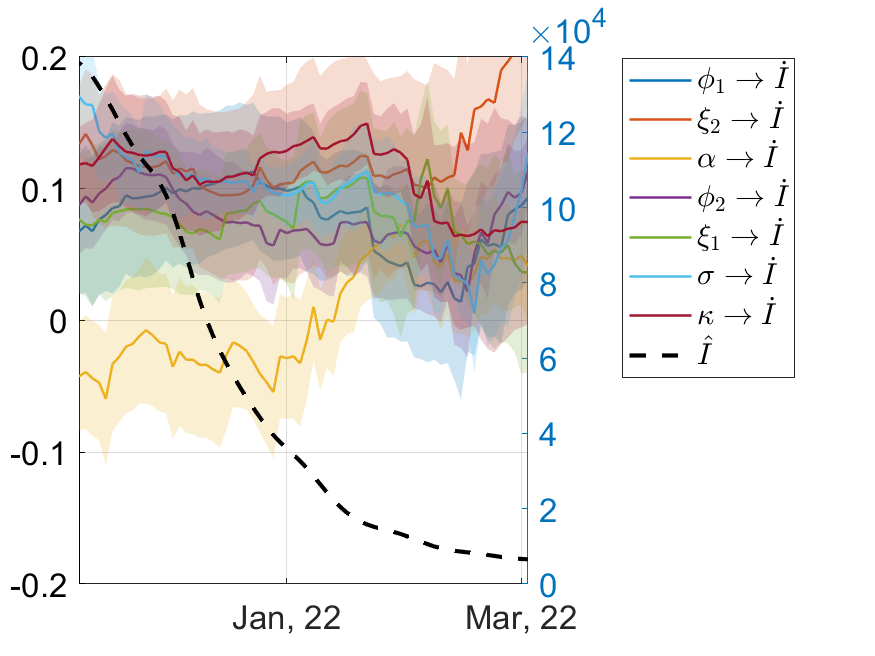 ×10⁴
0.2
0.1
0
-0.1
-0.2
14
12
10
8
6
4
2
0
Jan, 22
Mar, 22
ϕ₁ → İ
ξ₂ → İ
α → İ
ϕ₂ → İ
ξ₁ → İ
σ → İ
κ → İ
Î